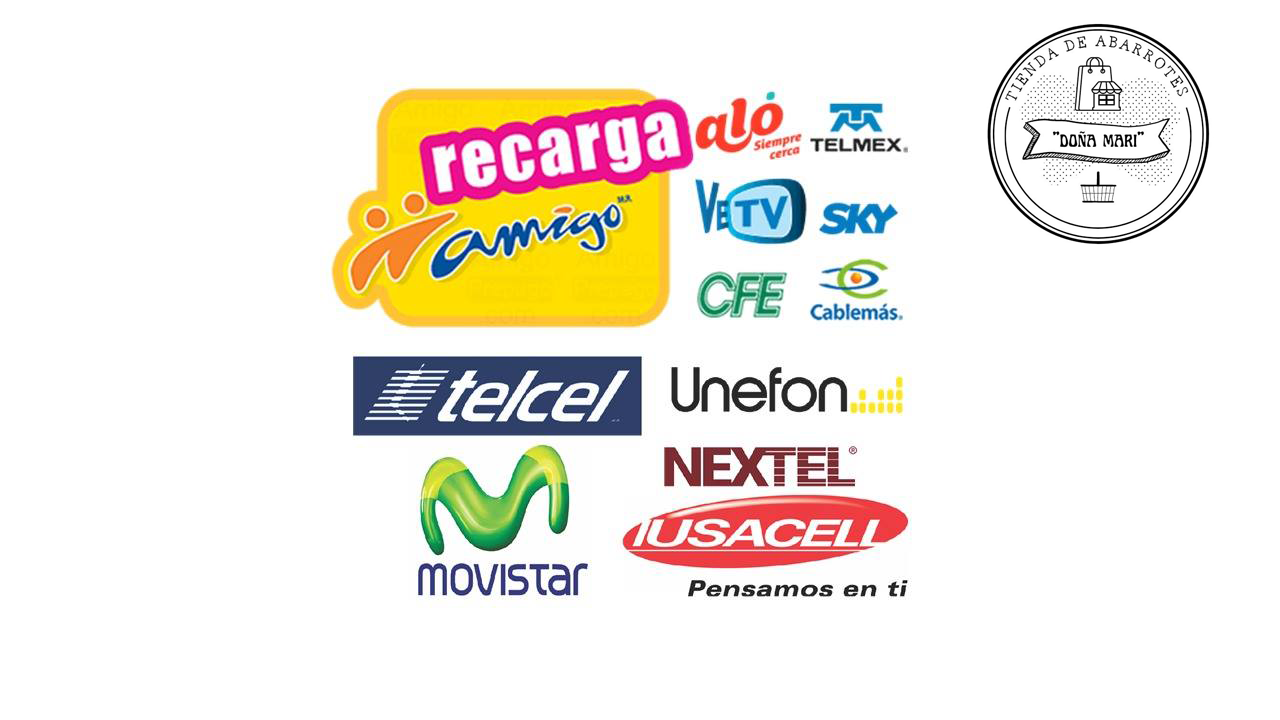 recarga
amigo M.R.
aló
Siempre
cerca
TELMEX®
VETV
SKY
CFE
Cablemás®
telcel
Unefon
NEXTEL®
movistar
IUSACELL
Pensamos en ti
TIENDA DE ABARROTES
"DOÑA MARI"